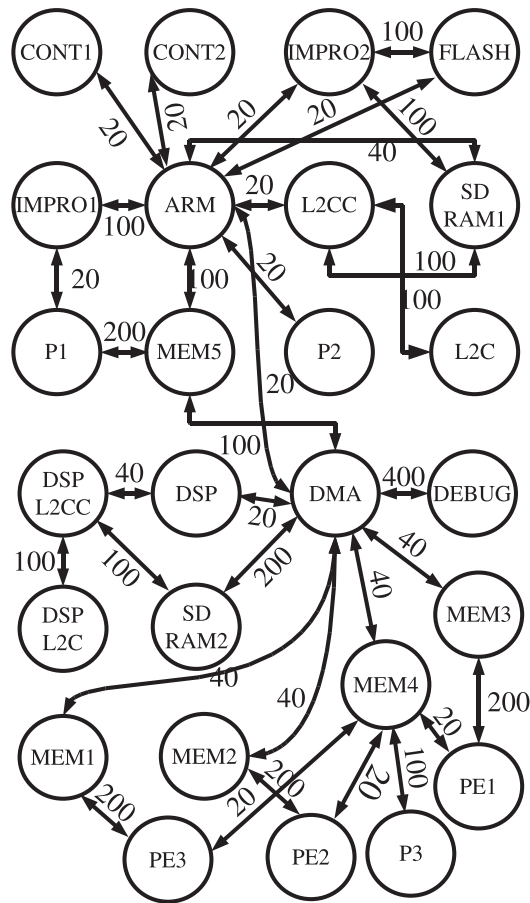 CONT1
CONT2
IMPRO2
100
FLASH
20
20
20
20
100
40
IMPRO1
100
ARM
20
L2CC
SD
RAM1
20
100
20
100
100
P1
200
MEM5
P2
L2C
20
100
DSP
L2CC
40
DSP
20
DMA
400
DEBUG
100
100
200
40
40
DSP
L2C
SD
RAM2
MEM3
40
40
MEM4
200
MEM1
MEM2
20
200
20
20
100
200
PE1
PE3
PE2
P3